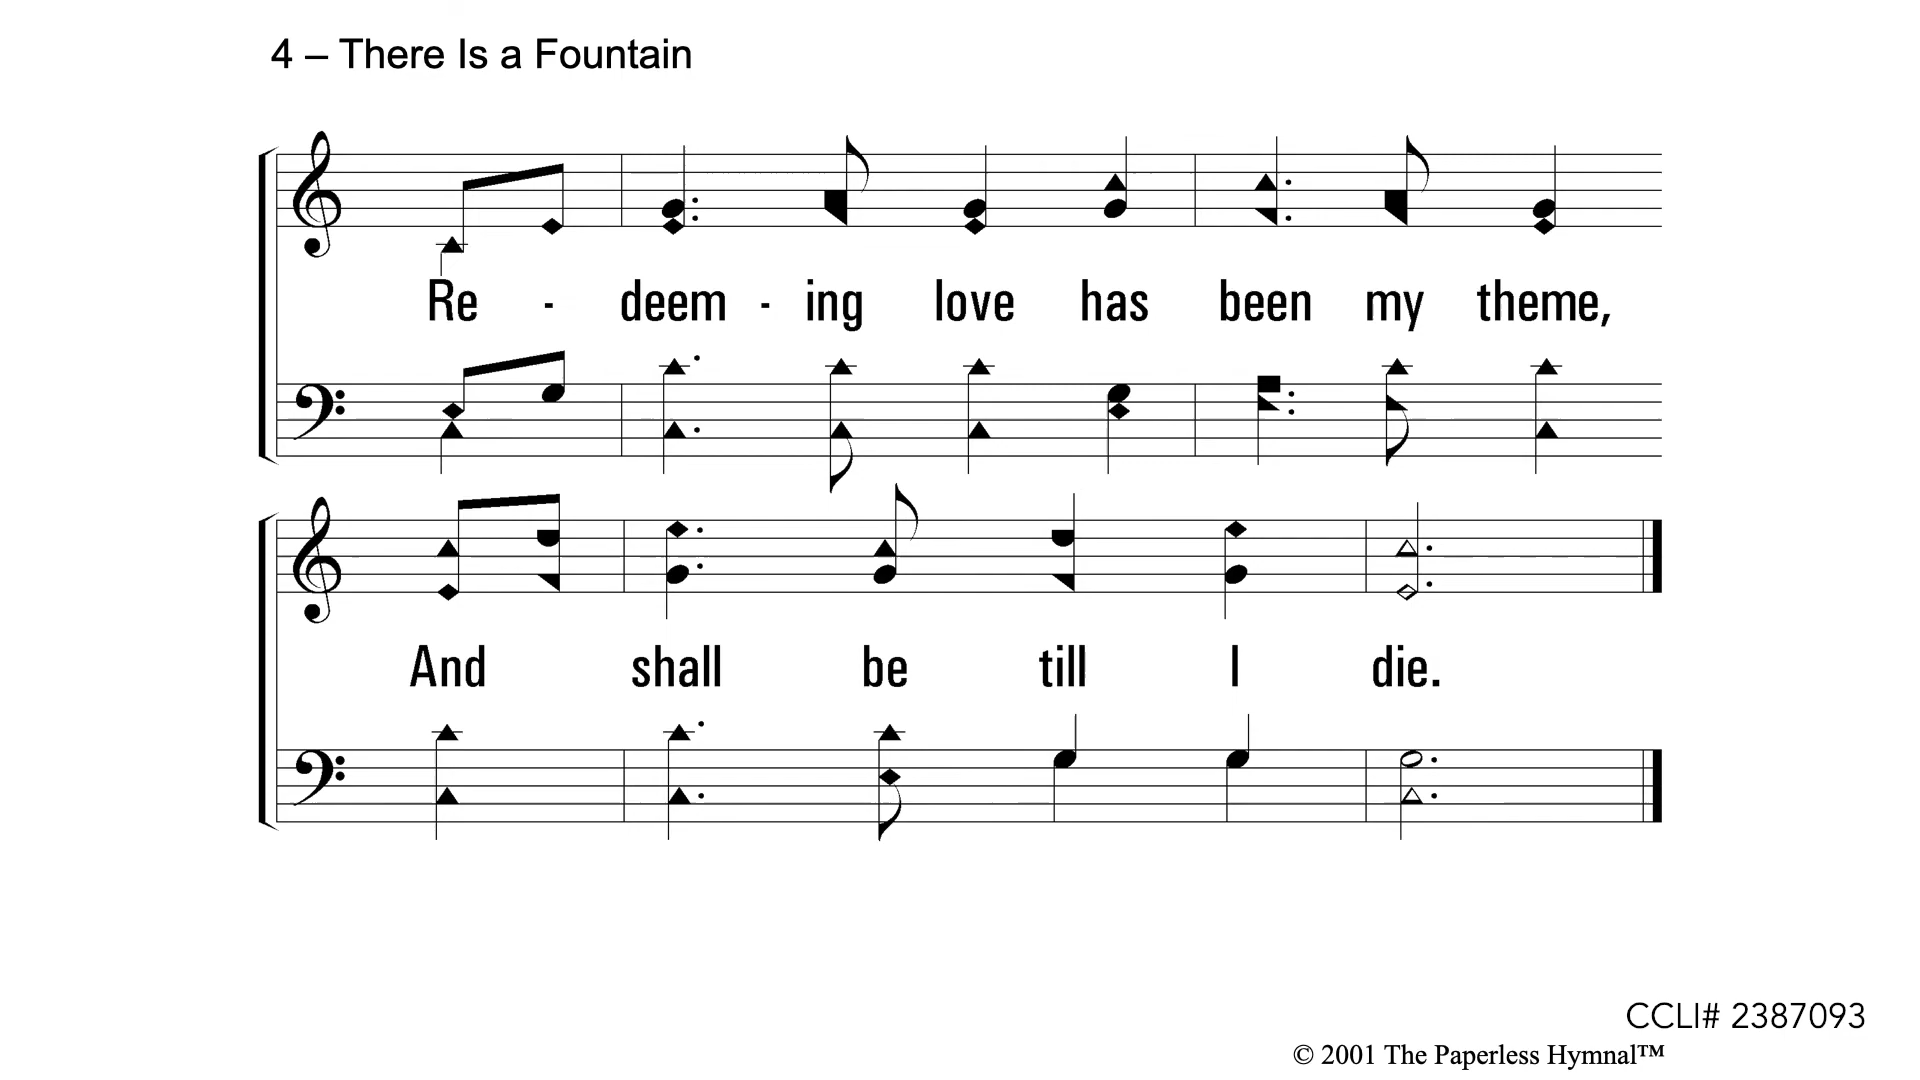 4 – There Is a Fountain
Re - deem - ing love has been my theme,
And shall be till I die.
CCLI# 2387093
© 2001 The Paperless Hymnal™